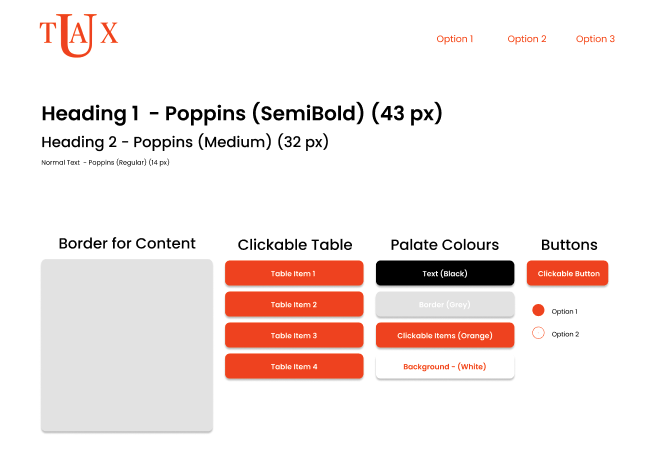 TUAX
Option 1 Option 2 Option 3
Heading 1 - Poppins (SemiBold) (43 px)
Heading 2 - Poppins (Medium) (32 px)
Normal Text - Poppins (Regular) (14 px)
Border for Content
Clickable Table
Table Item 1
Table Item 2
Table Item 3
Table Item 4
Palate Colours
Text (Black)
Border (Grey)
Clickable Items (Orange)
Background - (White)
Buttons
Clickable Button
Option 1
Option 2